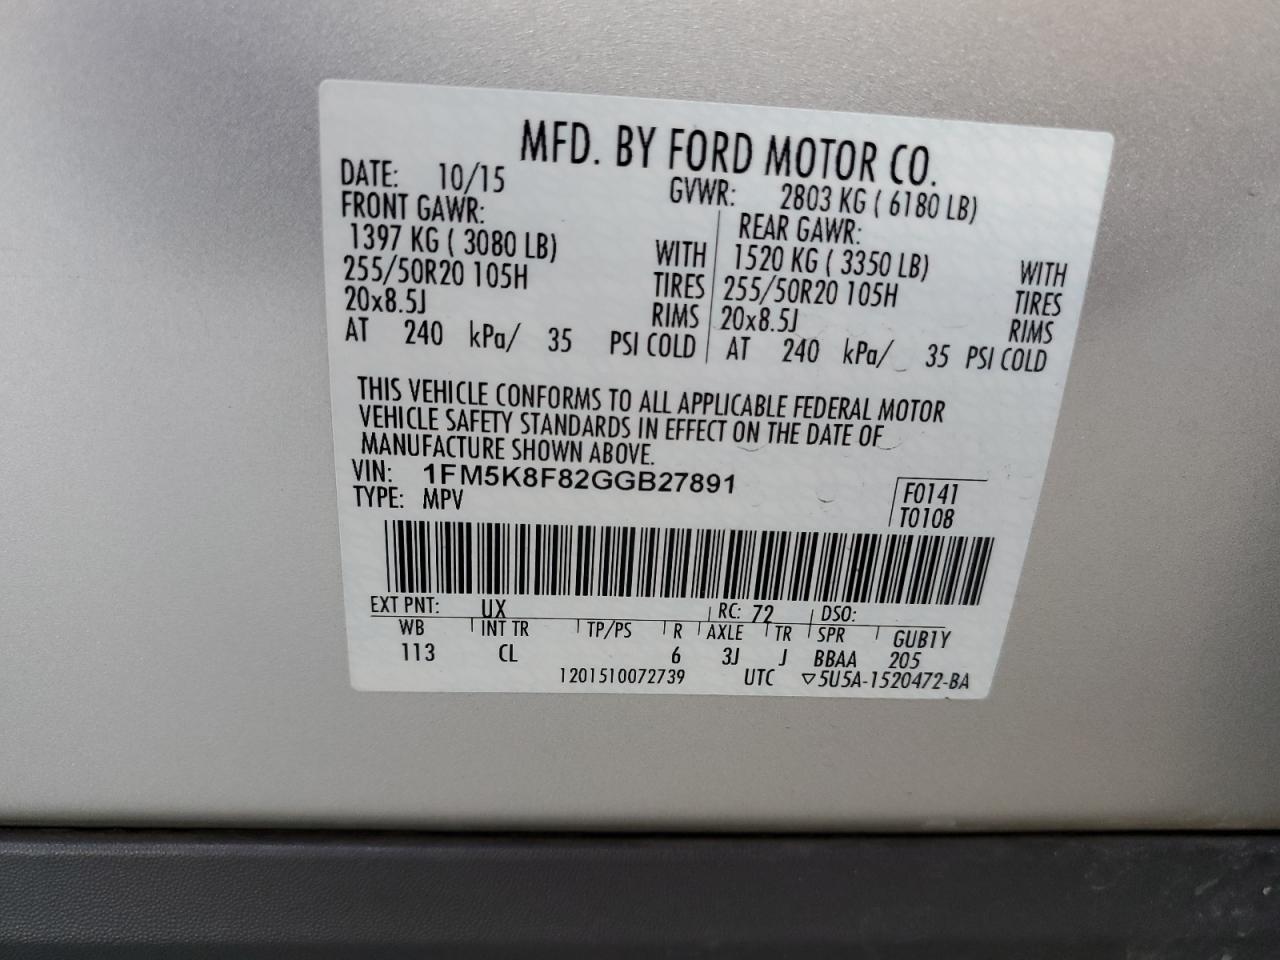 MFD. BY FORD MOTOR CO.
DATE: 10/15 GVWR: 2803 KG ( 6180 LB)
FRONT GAWR: REAR GAWR:
1397 KG ( 3080 LB) WITH 1520 KG ( 3350 LB) WITH
255/50R20 105H TIRES 255/50R20 105H TIRES
20x8.5J RIMS 20x8.5J RIMS
AT 240 kPa/ 35 PSI COLD AT 240 kPa/ 35 PSI COLD
THIS VEHICLE CONFORMS TO ALL APPLICABLE FEDERAL MOTOR
VEHICLE SAFETY STANDARDS IN EFFECT ON THE DATE OF
MANUFACTURE SHOWN ABOVE.
VIN: 1FM5K8F82GGB27891 F0141
TYPE: MPV T0108
EXT PNT: UX RC: 72 DSO:
WB INT TR TP/PS R AXLE TR SPR GUB1Y
113 CL 6 3J J BBAA 205
1201510072739 UTC ▽5U5A-1520472-BA